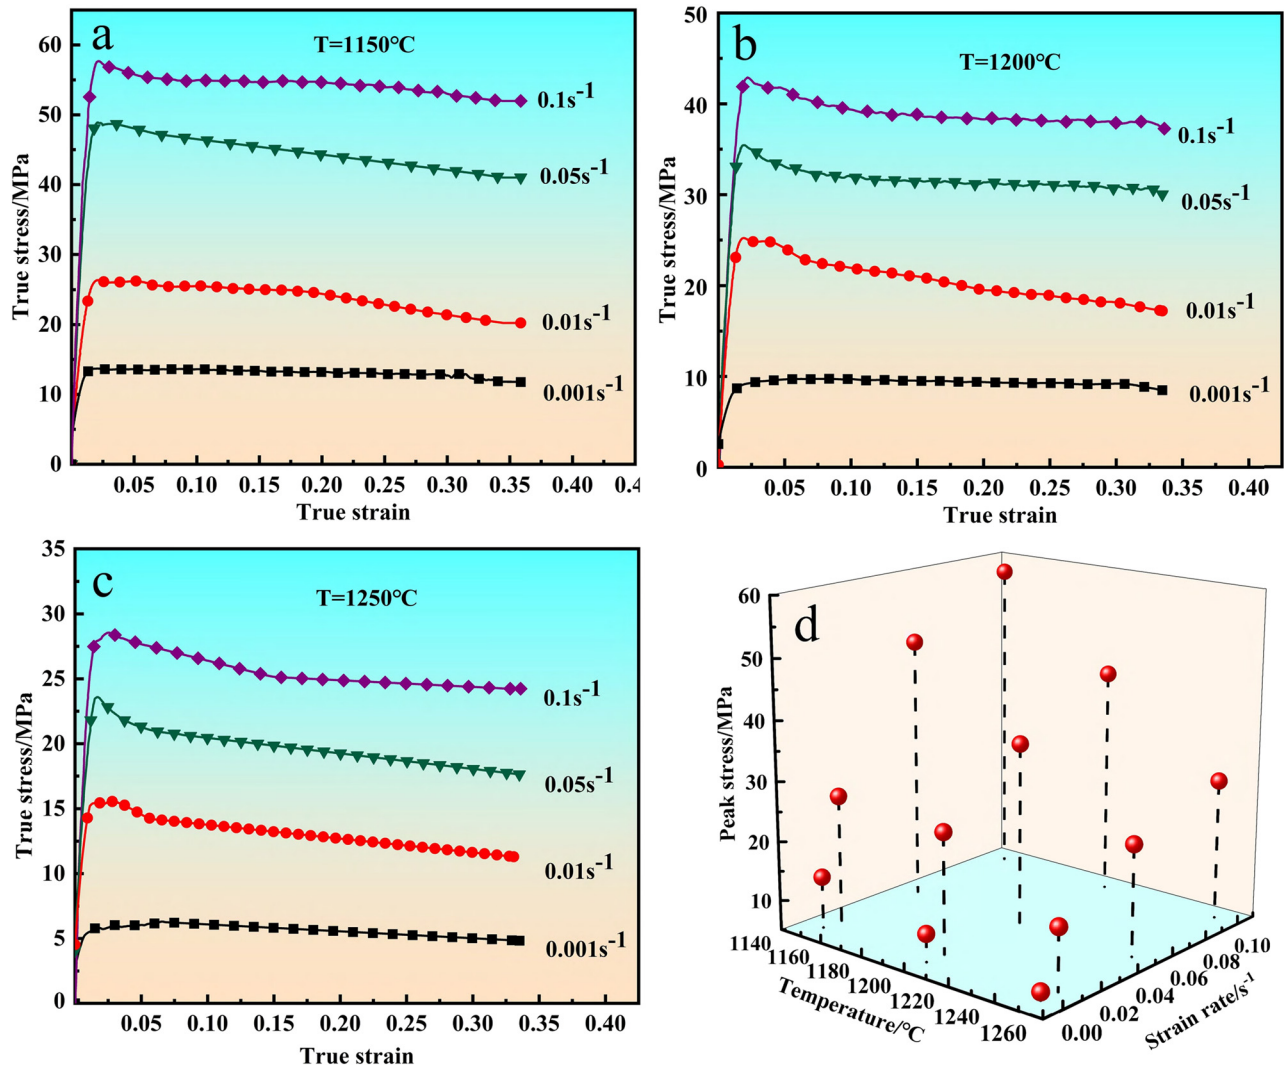 a
T=1150℃
60
50
40
30
20
10
0
True stress/MPa
0.1s-1
0.05s-1
0.01s-1
0.001s-1
0.05 0.10 0.15 0.20 0.25 0.30 0.35
True strain
b
T=1200℃
50
40
30
20
10
0
True stress/MPa
0.1s-1
0.05s-1
0.01s-1
0.001s-1
0.05 0.10 0.15 0.20 0.25 0.30 0.35 0.40
True strain
c
T=1250℃
35
30
25
20
15
10
5
0
True stress/MPa
0.1s-1
0.05s-1
0.01s-1
0.001s-1
0.05 0.10 0.15 0.20 0.25 0.30 0.35 0.40
True strain
d
60
50
40
30
20
10
Peak stress/MPa
1140
1160
1180
1200
1220
1240
1260
Temperature/℃
0.00
0.02
0.04
0.06
0.08
0.10
Strain rate/s-1